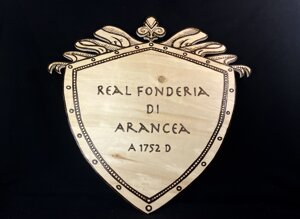 REAL FONDERIA
DI
ARANCEA
A 1752 D